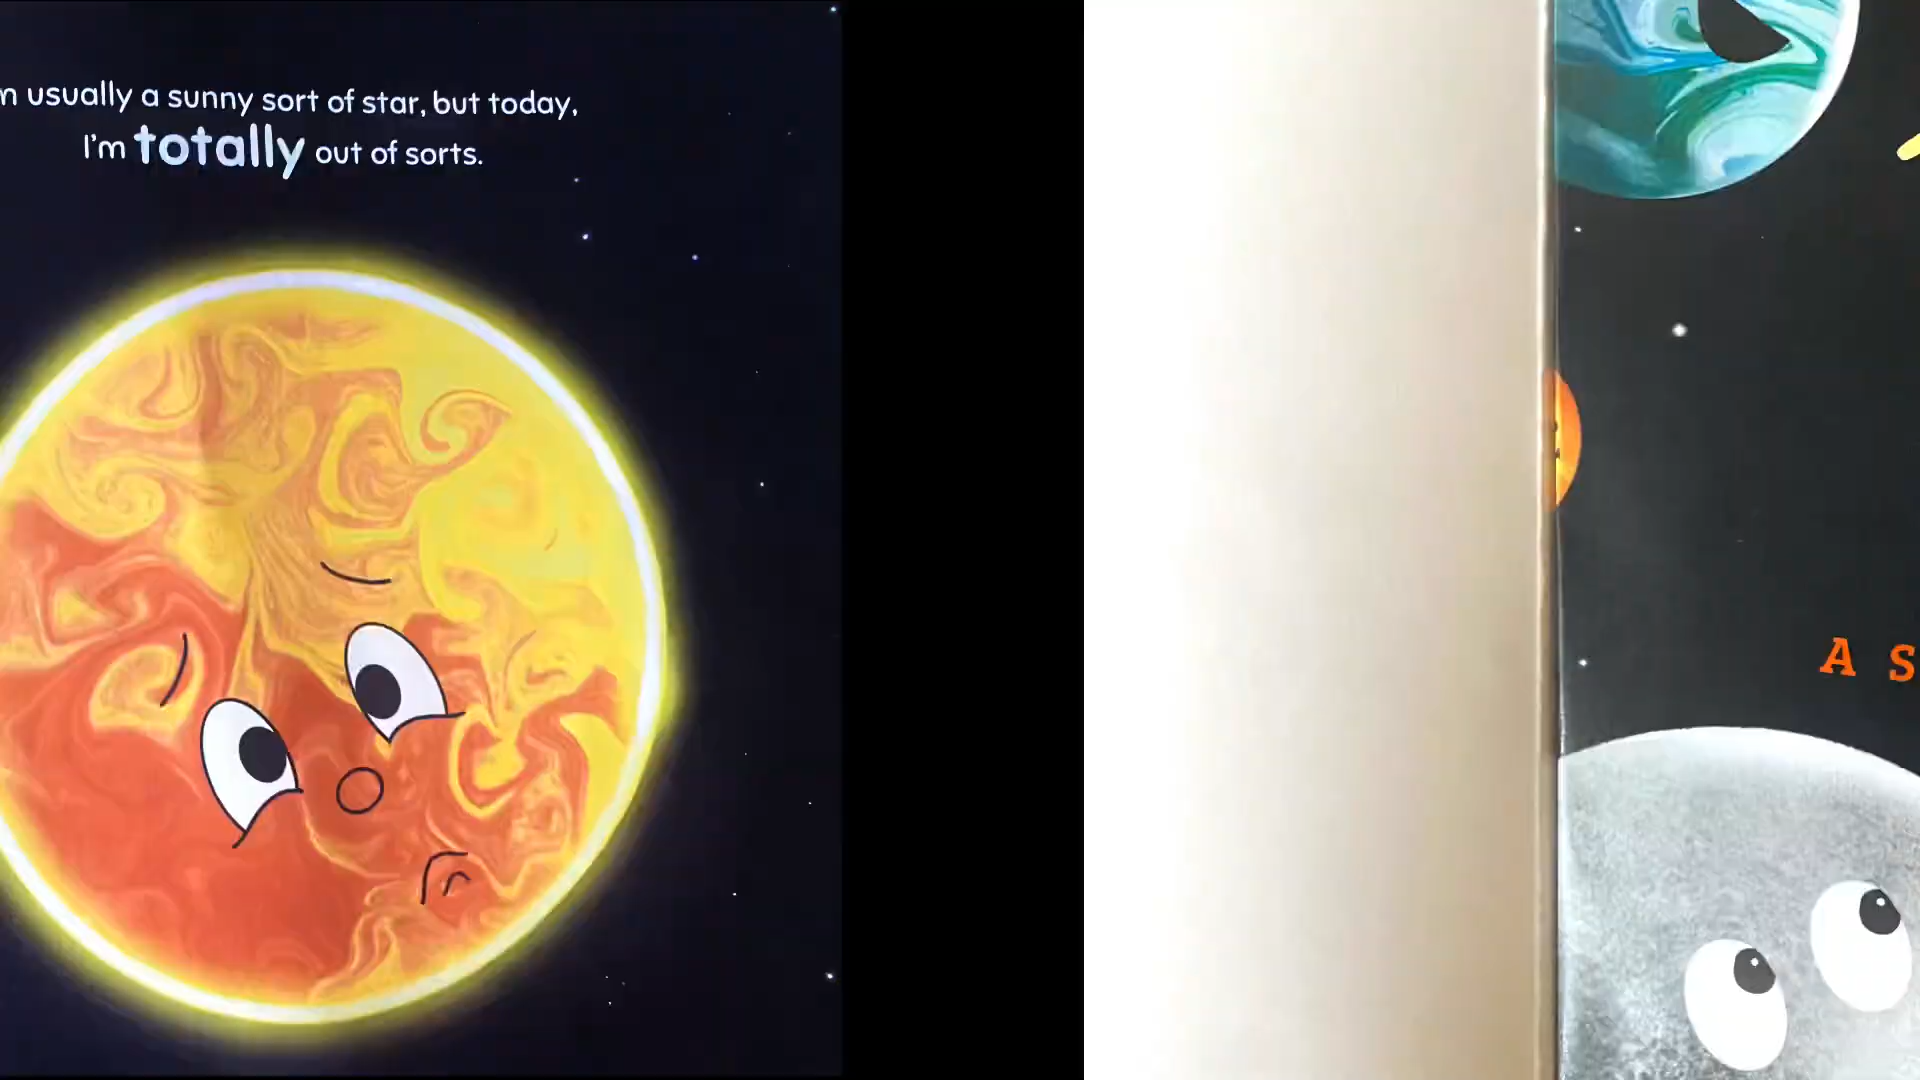 n usually a sunny sort of star, but today,
I'm totally out of sorts.
A S